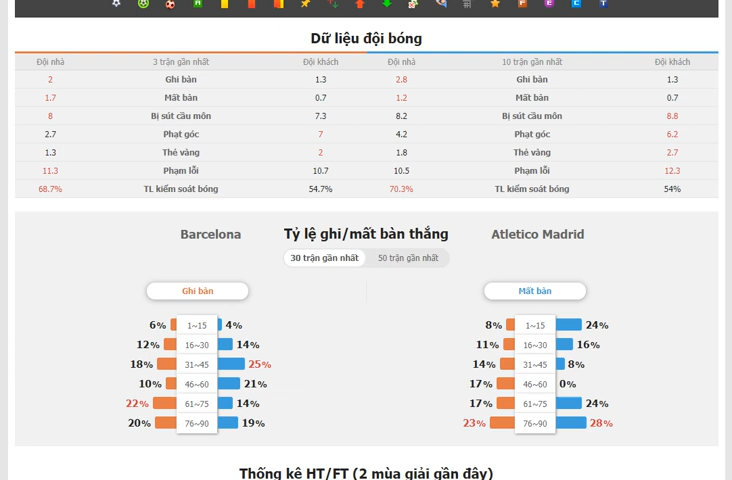 Dữ liệu đội bóng
Đội nhà 3 trận gần nhất Đội khách Đội nhà 10 trận gần nhất Đội khách
2 Ghi bàn 1.3 2.8 Ghi bàn 1.3
1.7 Mất bàn 0.7 1.2 Mất bàn 0.7
8 Bị sút cầu môn 7.3 8.2 Bị sút cầu môn 8.8
2.7 Phạt góc 7 4.2 Phạt góc 6.2
1.3 Thẻ vàng 2 1.8 Thẻ vàng 2.7
11.3 Phạm lỗi 10.7 10.5 Phạm lỗi 12.3
68.7% TL kiểm soát bóng 54.7% 70.3% TL kiểm soát bóng 54%
Barcelona Tỷ lệ ghi/mất bàn thắng Atletico Madrid
30 trận gần nhất 50 trận gần nhất
Ghi bàn Mất bàn
6% 1~15 4% 8% 1~15 24%
12% 16~30 14% 11% 16~30 16%
18% 31~45 25% 14% 31~45 8%
10% 46~60 21% 17% 46~60 0%
22% 61~75 14% 17% 61~75 24%
20% 76~90 19% 23% 76~90 28%
Thống kê HT/FT (2 mùa giải gần đây)